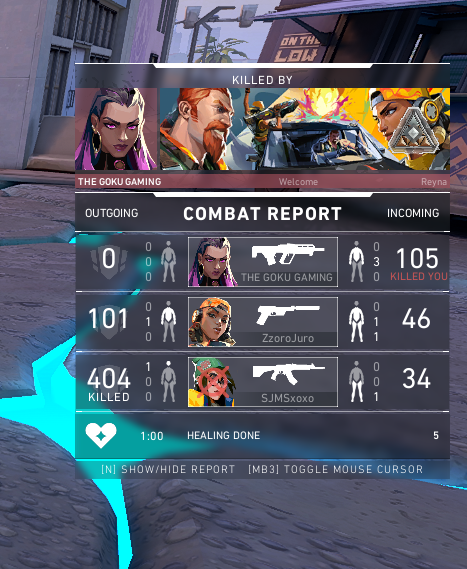 ON THE
LOW
KILLED BY
THE GOKU GAMING Welcome Reyna
OUTGOING COMBAT REPORT INCOMING
0 0 0 0 THE GOKU GAMING 0 3 0 105 KILLED YOU
101 0 1 0 ZzoroJuro 0 1 1 46
404 KILLED 1 0 0 SJMSxoxo 0 0 1 34
1:00 HEALING DONE 5
[N] SHOW/HIDE REPORT [MB3] TOGGLE MOUSE CURSOR